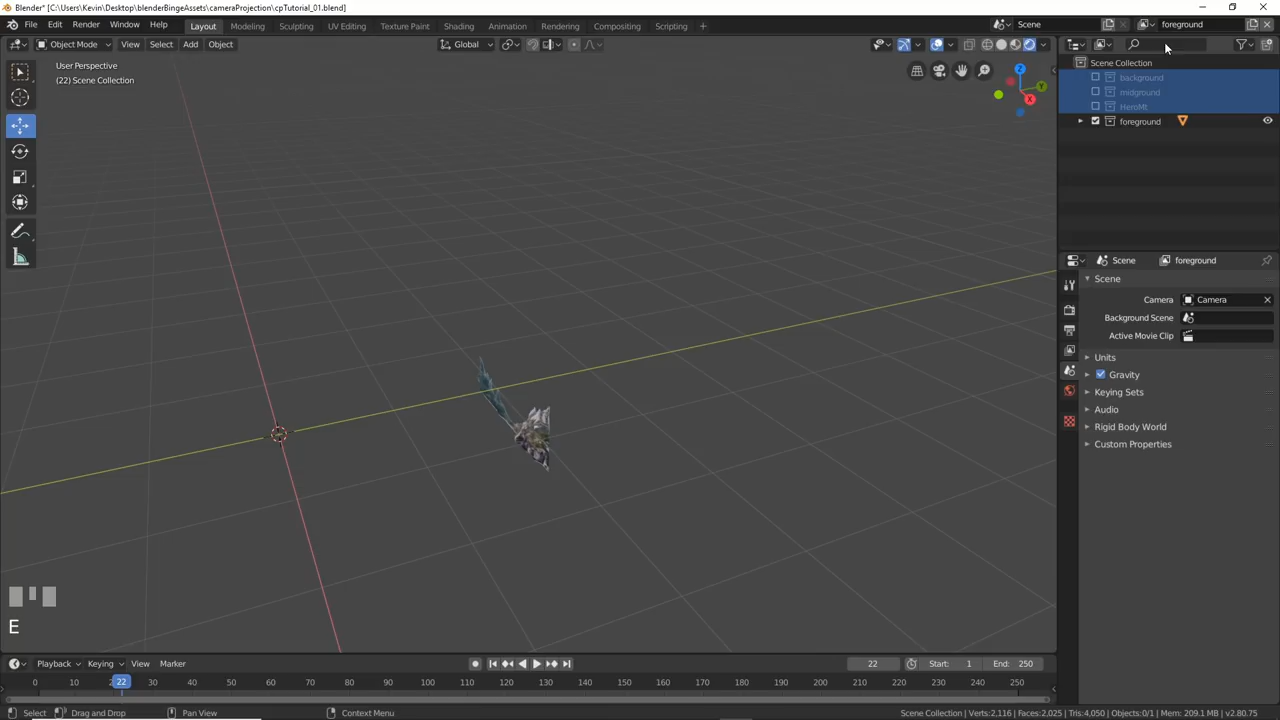 Blender* [C:\Users\Kevin\Desktop\blenderBingeAssets\cameraProjection\cpTutorial_01.blend]
File Edit Render Window Help Layout Modeling Sculpting UV Editing Texture Paint Shading Animation Rendering Compositing Scripting + Scene foreground
Object Mode View Select Add Object Global
User Perspective
(22) Scene Collection
Z
Y
X
Scene Collection
background
midground
HeroMt
foreground
Scene foreground
Scene
Camera Camera
Background Scene
Active Movie Clip
Units
Gravity
Keying Sets
Audio
Rigid Body World
Custom Properties
E
Playback Keying View Marker 22 Start: 1 End: 250
0 10 22 30 40 50 60 70 80 90 100 110 120 130 140 150 160 170 180 190 200 210 220 230 240 250
Select Drag and Drop Pan View Context Menu Scene Collection | Verts:2,116 | Faces:2,025 | Tris:4,050 | Objects:0/1 | Mem: 209.1 MB | v2.80.75